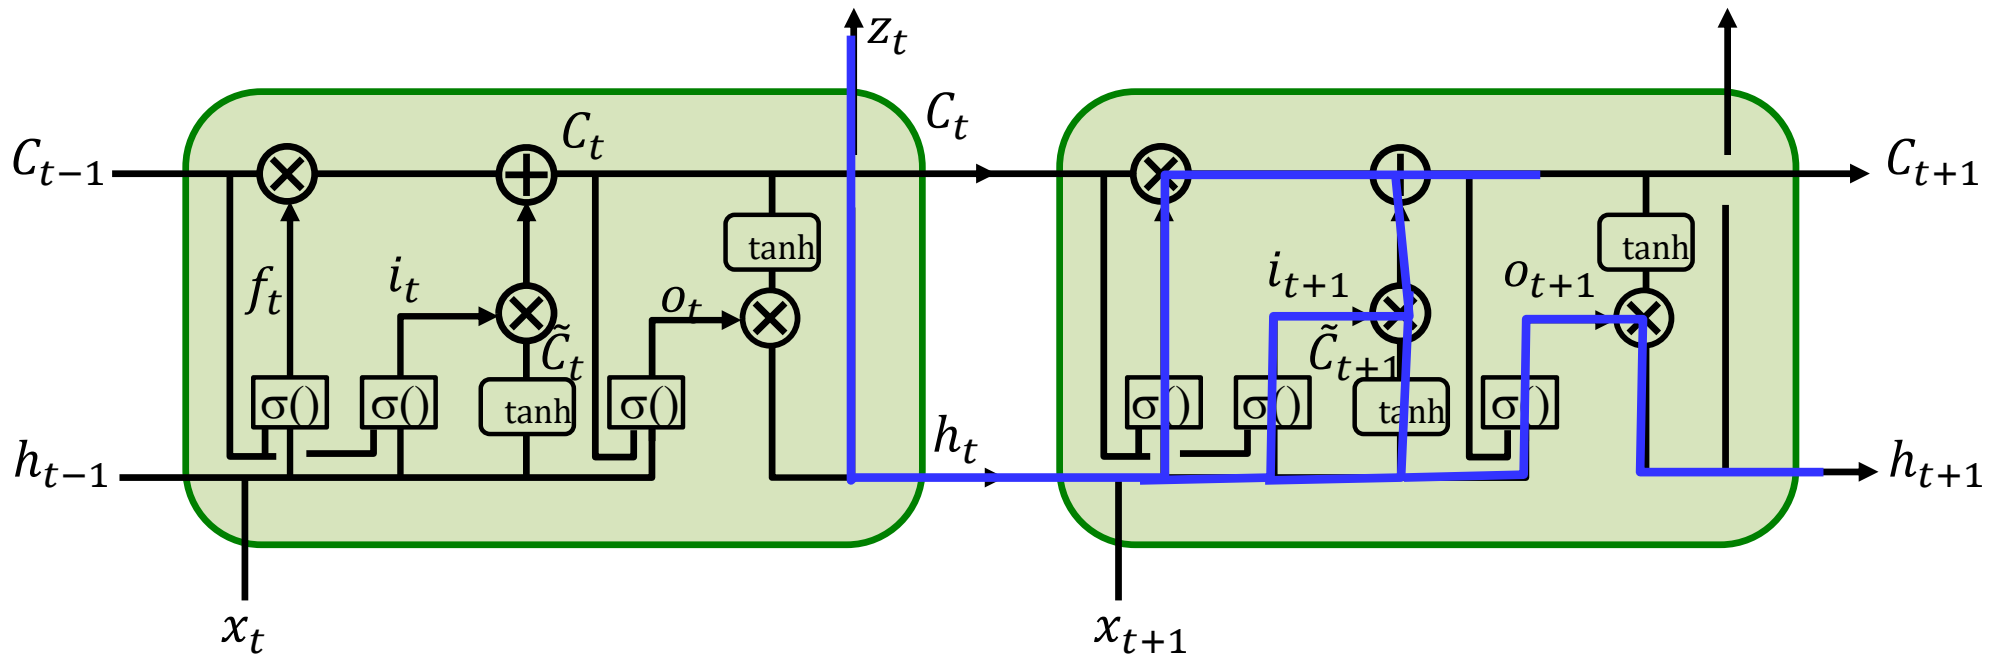 z_t
C_{t-1}
C_t
C_t
C_{t+1}
f_t
i_t
C̃_t
o_t
tanh
i_{t+1}
C̃_{t+1}
o_{t+1}
tanh
σ()
σ()
tanh
σ()
σ()
σ()
tanh
σ()
h_{t-1}
h_t
h_{t+1}
x_t
x_{t+1}